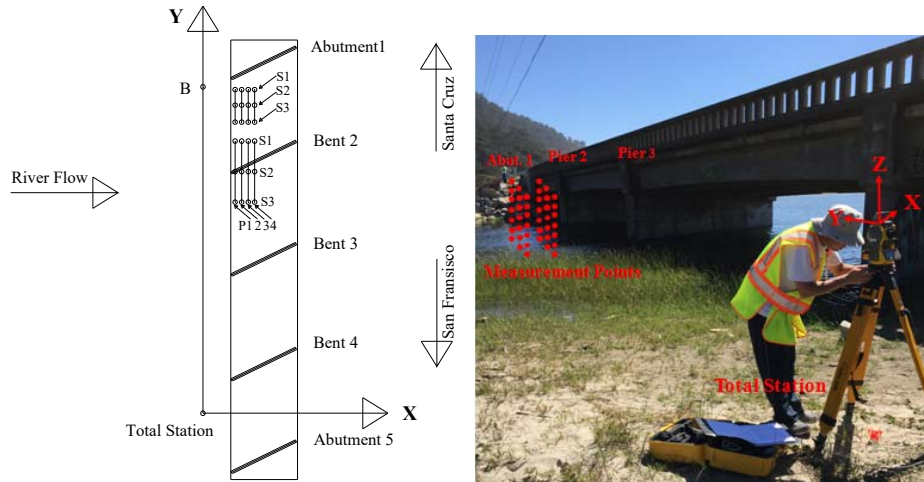 Y
Abutment1
B
S1
S2
S3
S1
Bent 2
S2
River Flow
S3
P1 2 3 4
Bent 3
Bent 4
Total Station
X
Abutment 5
Santa Cruz
San Fransisco
Abut. 1
Pier 2
Pier 3
Z
X
Y
Measurement Points
Total Station